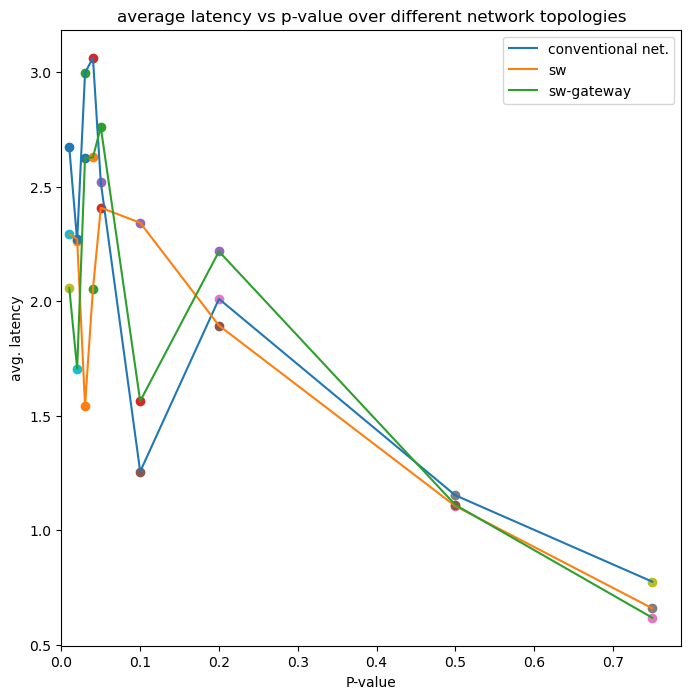 average latency vs p-value over different network topologies
conventional net.
sw
sw-gateway
avg. latency
3.0
2.5
2.0
1.5
1.0
0.5
0.0 0.1 0.2 0.3 0.4 0.5 0.6 0.7
P-value